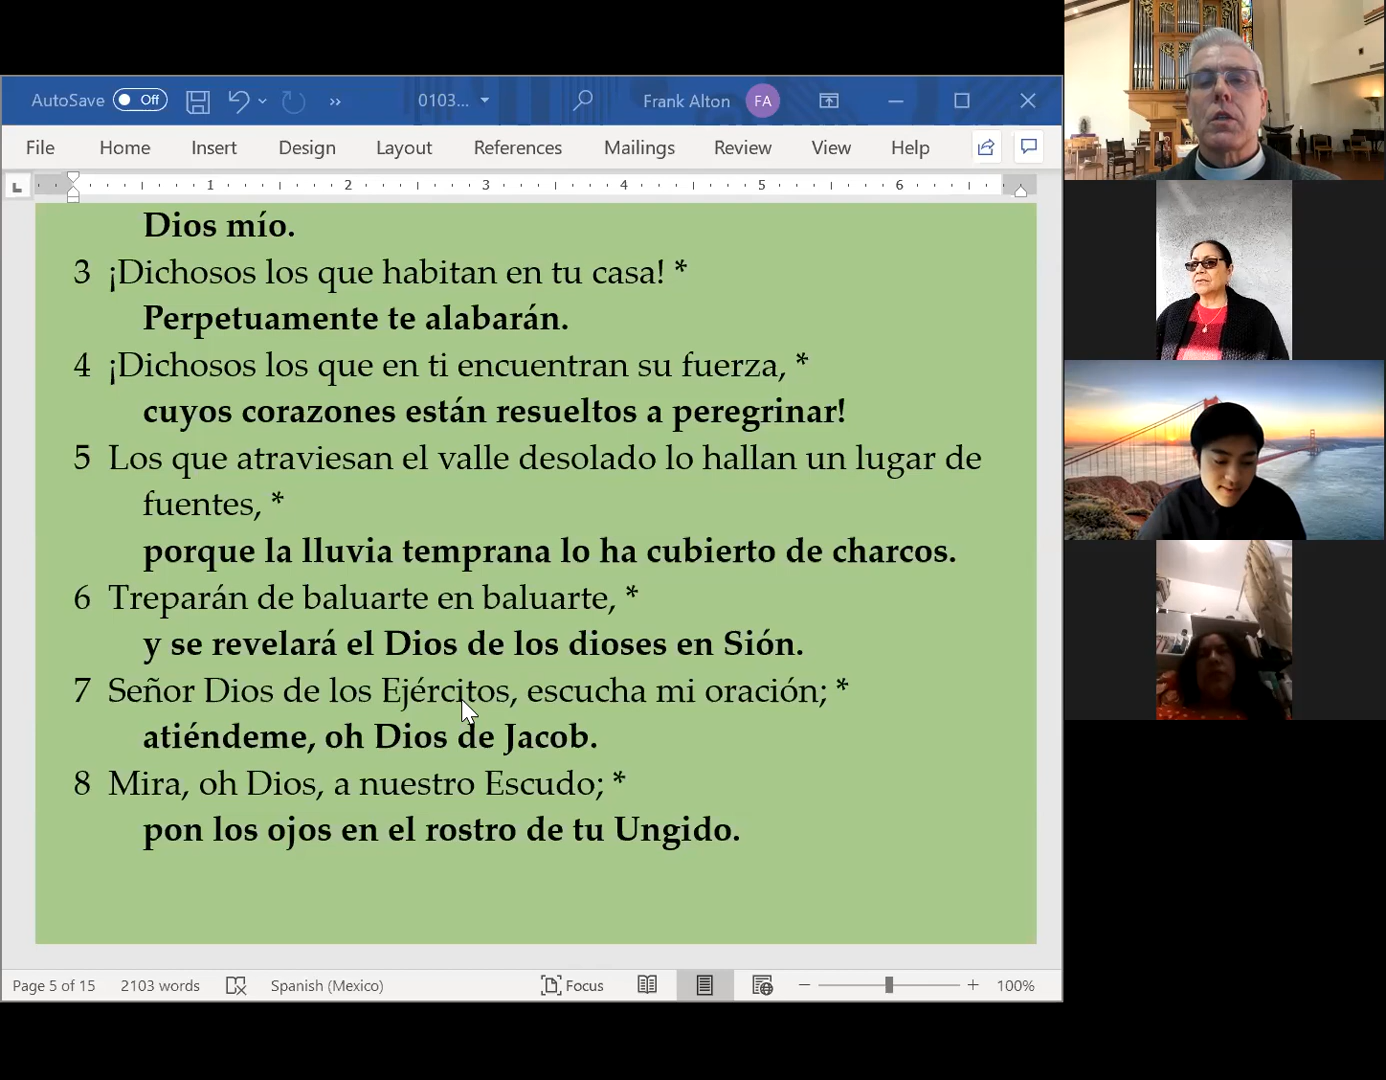 AutoSave Off 0103... Frank Alton FA
File Home Insert Design Layout References Mailings Review View Help
1 2 3 4 5 6
Dios mío.
3 ¡Dichosos los que habitan en tu casa! *
Perpetuamente te alabarán.
4 ¡Dichosos los que en ti encuentran su fuerza, *
cuyos corazones están resueltos a peregrinar!
5 Los que atraviesan el valle desolado lo hallan un lugar de
fuentes, *
porque la lluvia temprana lo ha cubierto de charcos.
6 Treparán de baluarte en baluarte, *
y se revelará el Dios de los dioses en Sión.
7 Señor Dios de los Ejércitos, escucha mi oración; *
atiéndeme, oh Dios de Jacob.
8 Mira, oh Dios, a nuestro Escudo; *
pon los ojos en el rostro de tu Ungido.
Page 5 of 15 2103 words Spanish (Mexico) Focus 100%